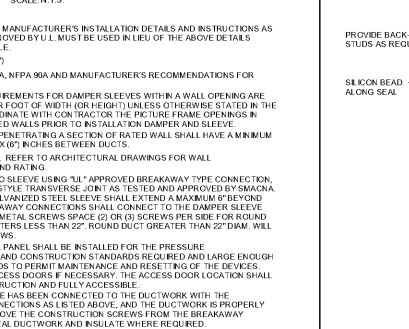 SCALE: N.T.S.
MANUFACTURER'S INSTALLATION DETAILS AND INSTRUCTIONS AS
ROVED BY U.L. MUST BE USED IN LIEU OF THE ABOVE DETAILS
LE.
")
A, NFPA 90A AND MANUFACTURER'S RECOMMENDATIONS FOR
UIREMENTS FOR DAMPER SLEEVES WITHIN A WALL OPENING ARE
R FOOT OF WIDTH (OR HEIGHT) UNLESS OTHERWISE STATED IN THE
DINATE WITH CONTRACTOR THE PICTURE FRAME OPENINGS IN
ED WALLS PRIOR TO INSTALLATION DAMPER AND SLEEVE.
PENETRATING A SECTION OF RATED WALL SHALL HAVE A MINIMUM
X (6") INCHES BETWEEN DUCTS.
. REFER TO ARCHITECTURAL DRAWINGS FOR WALL
ND RATING.
O SLEEVE USING "UL" APPROVED BREAKAWAY TYPE CONNECTION,
STYLE TRANSVERSE JOINT AS TESTED AND APPROVED BY SMACNA.
LVANIZED STEEL SLEEVE SHALL EXTEND A MAXIMUM 6" BEYOND
AWAY CONNECTIONS SHALL CONNECT TO THE DAMPER SLEEVE
METAL SCREWS SPACE (2) OR (3) SCREWS PER SIDE FOR ROUND
TERS LESS THAN 22". ROUND DUCT GREATER THAN 22" DIAM. WILL
WS.
PANEL SHALL BE INSTALLED FOR THE PRESSURE
AND CONSTRUCTION STANDARDS REQUIRED AND LARGE ENOUGH
DS TO PERMIT MAINTENANCE AND RESETTING OF THE DEVICES.
CESS DOORS IF NECESSARY. THE ACCESS DOOR LOCATION SHALL
RUCTION AND FULLY ACCESSIBLE.
E HAS BEEN CONNECTED TO THE DUCTWORK WITH THE
NECTIONS AS LISTED ABOVE, AND THE DUCTWORK IS PROPERLY
OVE THE CONSTRUCTION SCREWS FROM THE BREAKAWAY
EAL DUCTWORK AND INSULATE WHERE REQUIRED.
PROVIDE BACK-
STUDS AS REQU
SILICON BEAD
ALONG SEAL